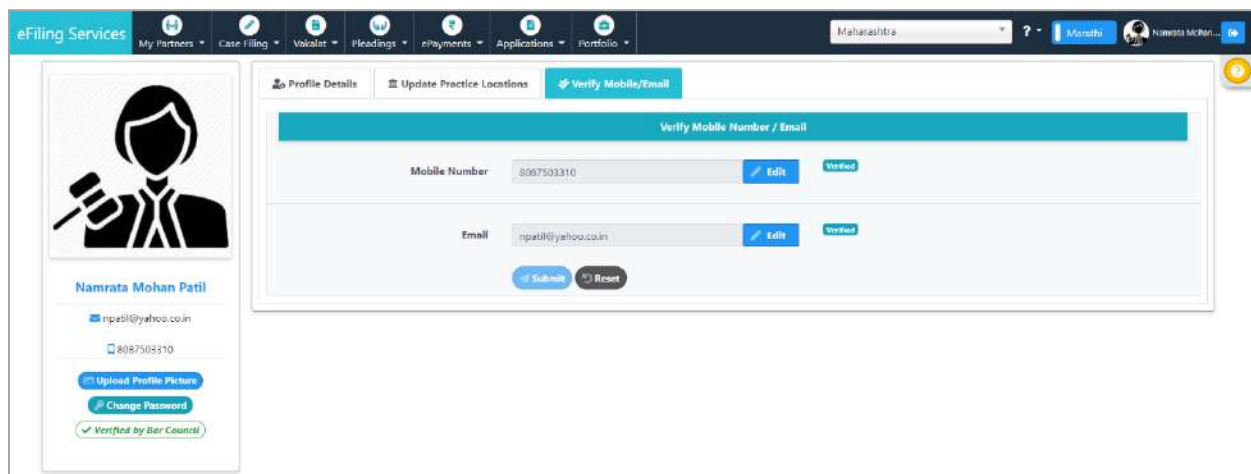 eFiling Services
My Partners
Case Filing
Vakalat
Pleadings
ePayments
Applications
Portfolio
Maharashtra
?
Marathi
Namrata Mohan...
Profile Details
Update Practice Locations
Verify Mobile/Email
?
Verify Mobile Number / Email
Mobile Number
8087503310
Edit
Verified
Email
npatil@yahoo.co.in
Edit
Verified
Submit
Reset
Namrata Mohan Patil
npatil@yahoo.co.in
8087503310
Upload Profile Picture
Change Password
Verified by Bar Council